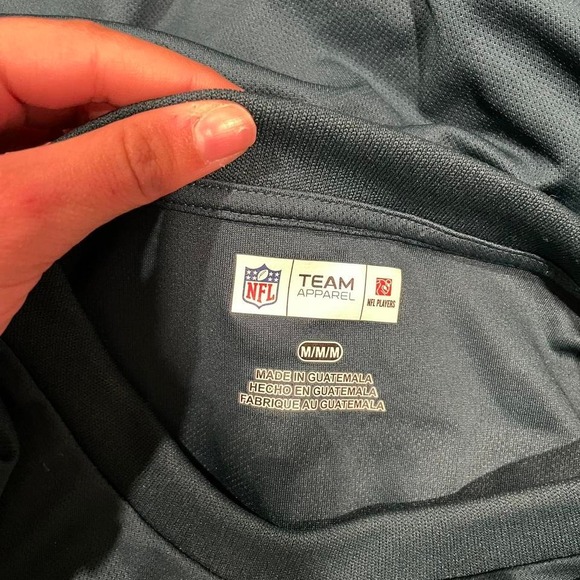 NFL
TEAM
APPAREL
NFL PLAYERS
M/M/M
MADE IN GUATEMALA
HECHO EN GUATEMALA
FABRIQUE AU GUATEMALA